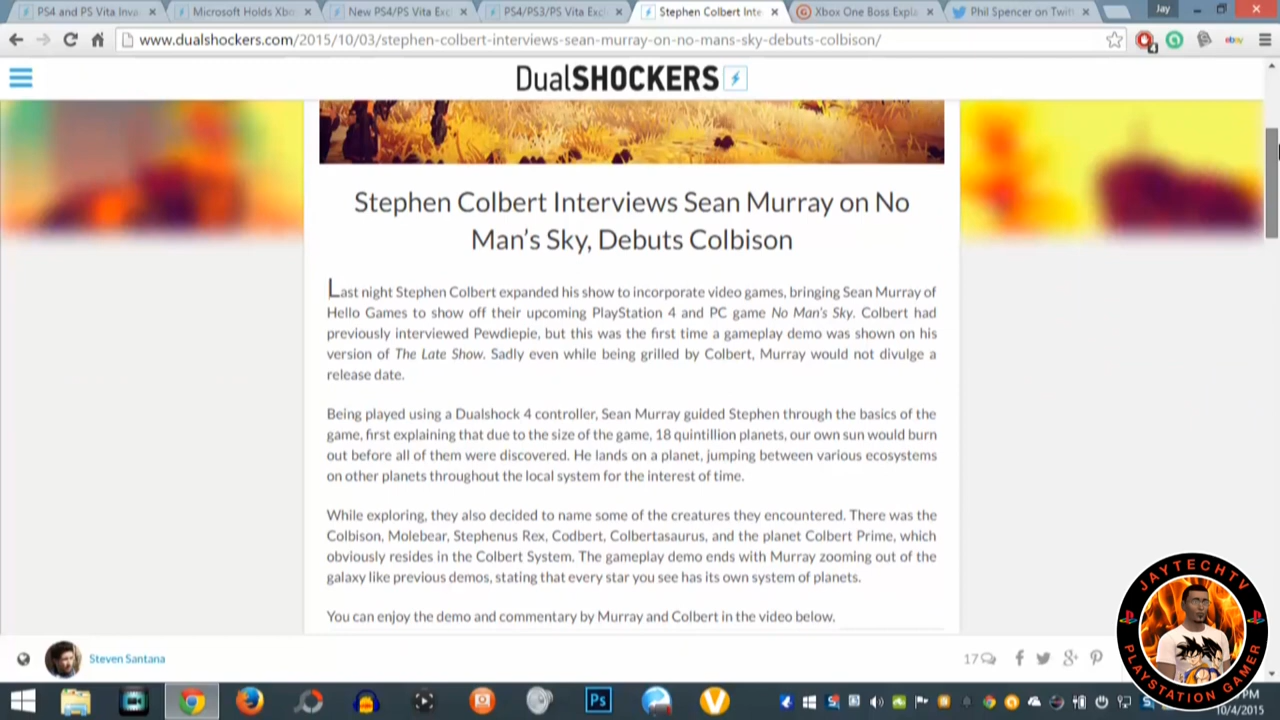 PS4 and PS Vita Inva
Microsoft Holds Xbo
New PS4/PS Vita Exc
PS4/PS3/PS Vita Exc
Stephen Colbert Inte
Xbox One Boss Expla
Phil Spencer on Twit
Jay
www.dualshockers.com/2015/10/03/stephen-colbert-interviews-sean-murray-on-no-mans-sky-debuts-colbison/
ebay
DualSHOCKERS
Stephen Colbert Interviews Sean Murray on No
Man's Sky, Debuts Colbison
Last night Stephen Colbert expanded his show to incorporate video games, bringing Sean Murray of
Hello Games to show off their upcoming PlayStation 4 and PC game No Man's Sky. Colbert had
previously interviewed Pewdiepie, but this was the first time a gameplay demo was shown on his
version of The Late Show. Sadly even while being grilled by Colbert, Murray would not divulge a
release date.
Being played using a Dualshock 4 controller, Sean Murray guided Stephen through the basics of the
game, first explaining that due to the size of the game, 18 quintillion planets, our own sun would burn
out before all of them were discovered. He lands on a planet, jumping between various ecosystems
on other planets throughout the local system for the interest of time.
While exploring, they also decided to name some of the creatures they encountered. There was the
Colbison, Molebear, Stephenus Rex, Codbert, Colbertasaurus, and the planet Colbert Prime, which
obviously resides in the Colbert System. The gameplay demo ends with Murray zooming out of the
galaxy like previous demos, stating that every star you see has its own system of planets.
You can enjoy the demo and commentary by Murray and Colbert in the video below.
Steven Santana
17
JAYTECHTV
PLAYSTATION GAMER
Ps
PM
10/4/2015